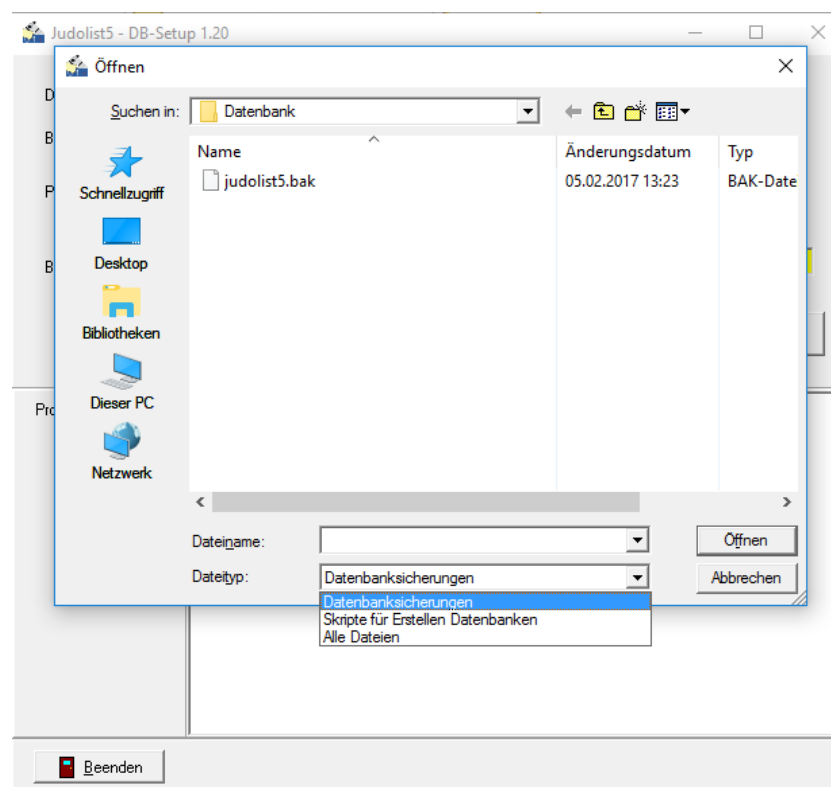 Judolist5 - DB-Setup 1.20
Öffnen
Suchen in:
Datenbank
Name
Änderungsdatum
Typ
judolist5.bak
05.02.2017 13:23
BAK-Date
Schnellzugriff
Desktop
Bibliotheken
Dieser PC
Netzwerk
Dateiname:
Öffnen
Dateityp:
Datenbanksicherungen
Abbrechen
Datenbanksicherungen
Skripte für Erstellen Datenbanken
Alle Dateien
Beenden